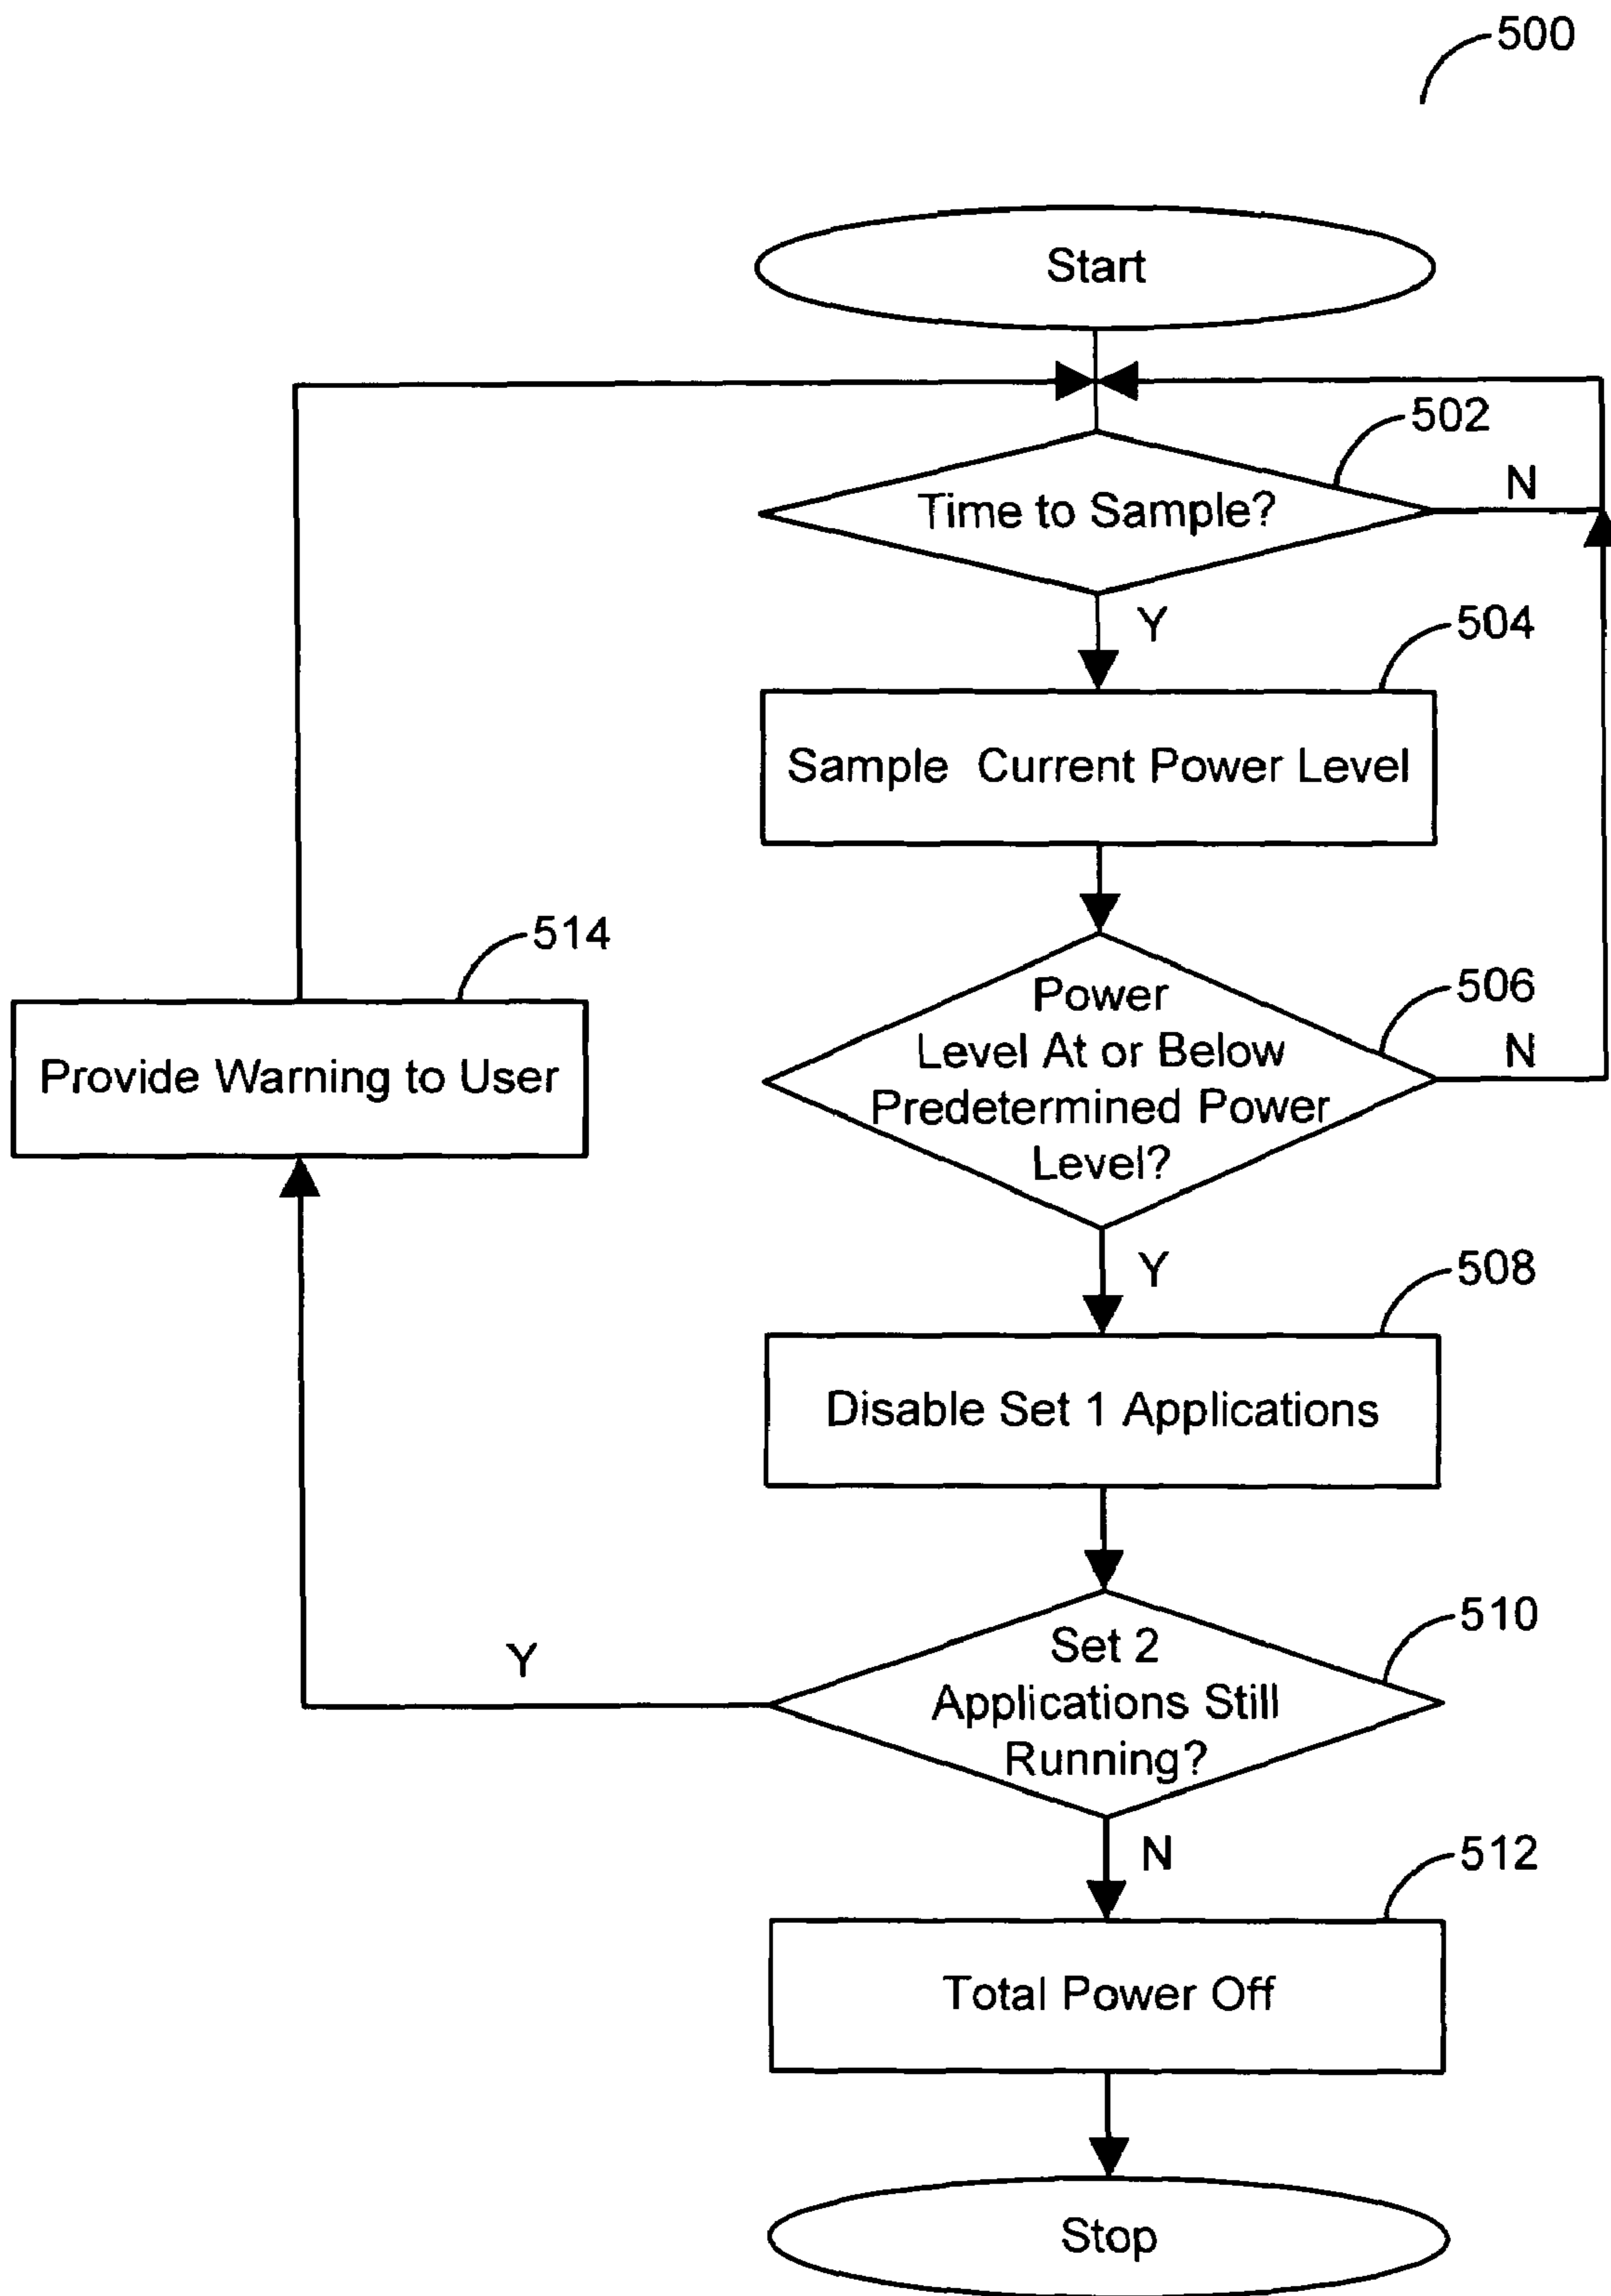 500
Start
502
Time to Sample?
N
Y
504
Sample Current Power Level
514
Provide Warning to User
506
Power
Level At or Below
Predetermined Power
Level?
N
Y
508
Disable Set 1 Applications
510
Set 2
Applications Still
Running?
Y
N
512
Total Power Off
Stop